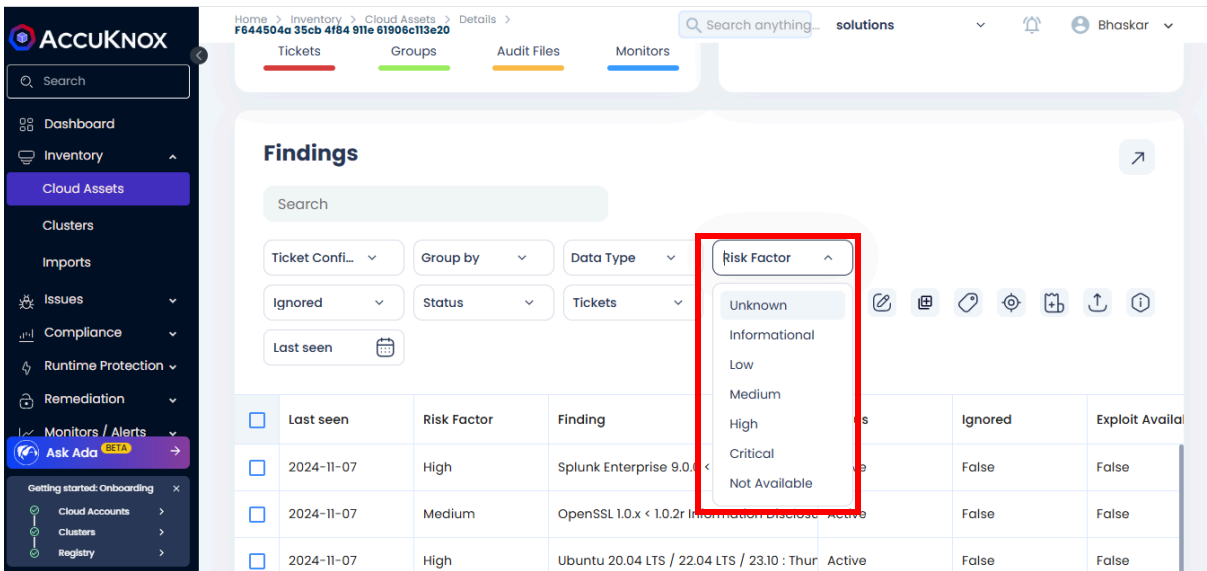 ACCUKNOX
Search
Dashboard
Inventory
Cloud Assets
Clusters
Imports
Issues
Compliance
Runtime Protection
Remediation
Monitors / Alerts
Ask Ada BETA
Getting started: Onboarding ×
Cloud Accounts >
Clusters >
Registry >
Home > Inventory > Cloud Assets > Details >
F644504a 35cb 4f84 911e 61906c113e20
Search anything...
solutions
Bhaskar
Tickets Groups Audit Files Monitors
Findings
Search
Ticket Confi... Group by Data Type Risk Factor
Ignored Status Tickets
Last seen
Unknown
Informational
Low
Medium
High
Critical
Not Available
Last seen Risk Factor Finding Ignored Exploit Availa
2024-11-07 High Splunk Enterprise 9.0. < False False
2024-11-07 Medium OpenSSL 1.0.x < 1.0.2r Information Disclosu Active False False
2024-11-07 High Ubuntu 20.04 LTS / 22.04 LTS / 23.10 : Thun Active False False